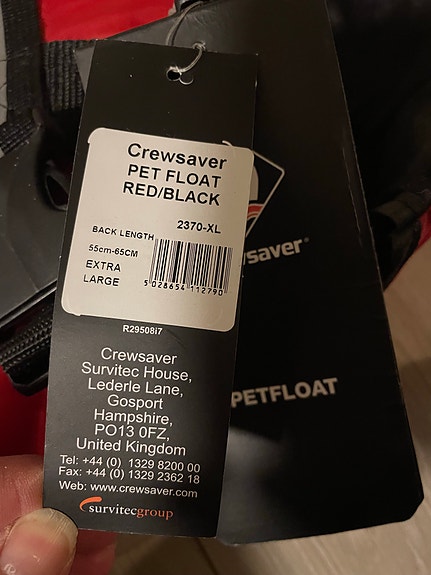 Crewsaver
PET FLOAT
RED/BLACK
2370-XL
BACK LENGTH
55cm-65CM
EXTRA
LARGE
5 028654 112790
R29508i7
Crewsaver
Survitec House,
Lederle Lane,
Gosport
Hampshire,
PO13 0FZ,
United Kingdom
Tel: +44 (0) 1329 8200 00
Fax: +44 (0) 1329 2362 18
Web: www.crewsaver.com
survitecgroup
wsaver®
PETFLOAT